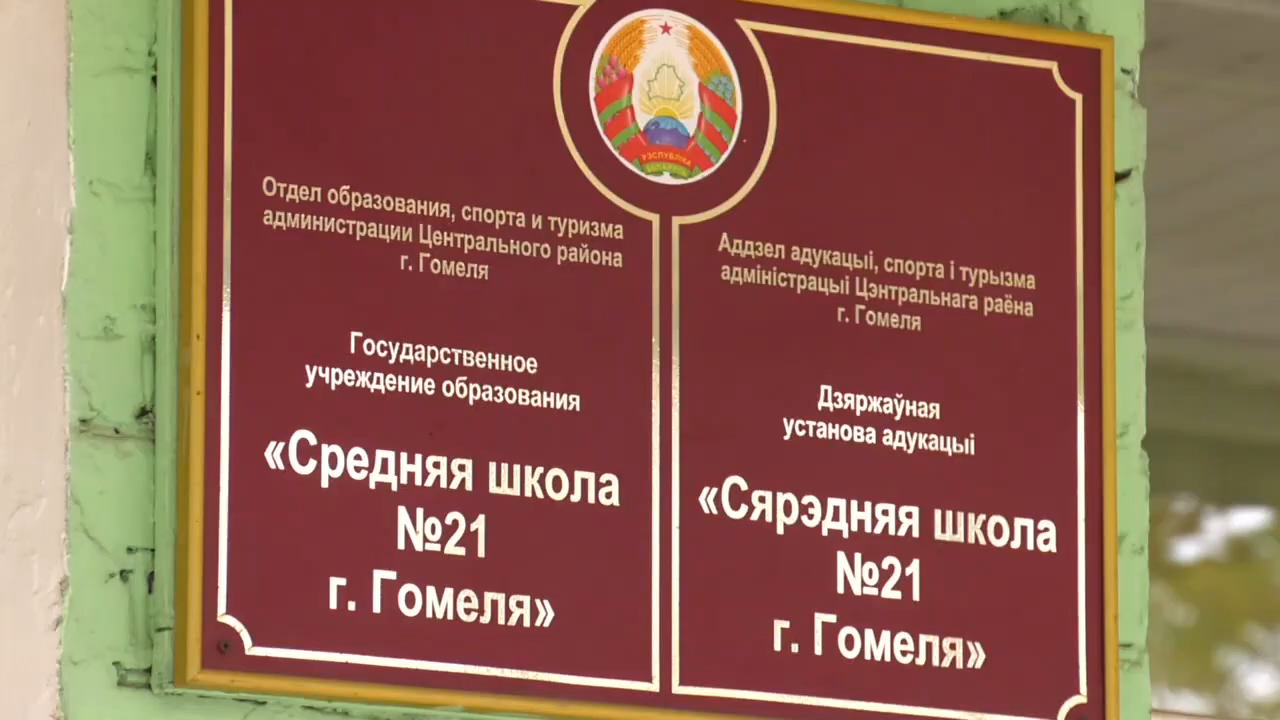 РЭСПУБЛІКА
Отдел образования, спорта и туризма
администрации Центрального района
г. Гомеля
Государственное
учреждение образования
«Средняя школа
№21
г. Гомеля»
Аддзел адукацыі, спорта і турызма
адміністрацыі Цэнтральнага раёна
г. Гомеля
Дзяржаўная
установа адукацыі
«Сярэдняя школа
№21
г. Гомеля»